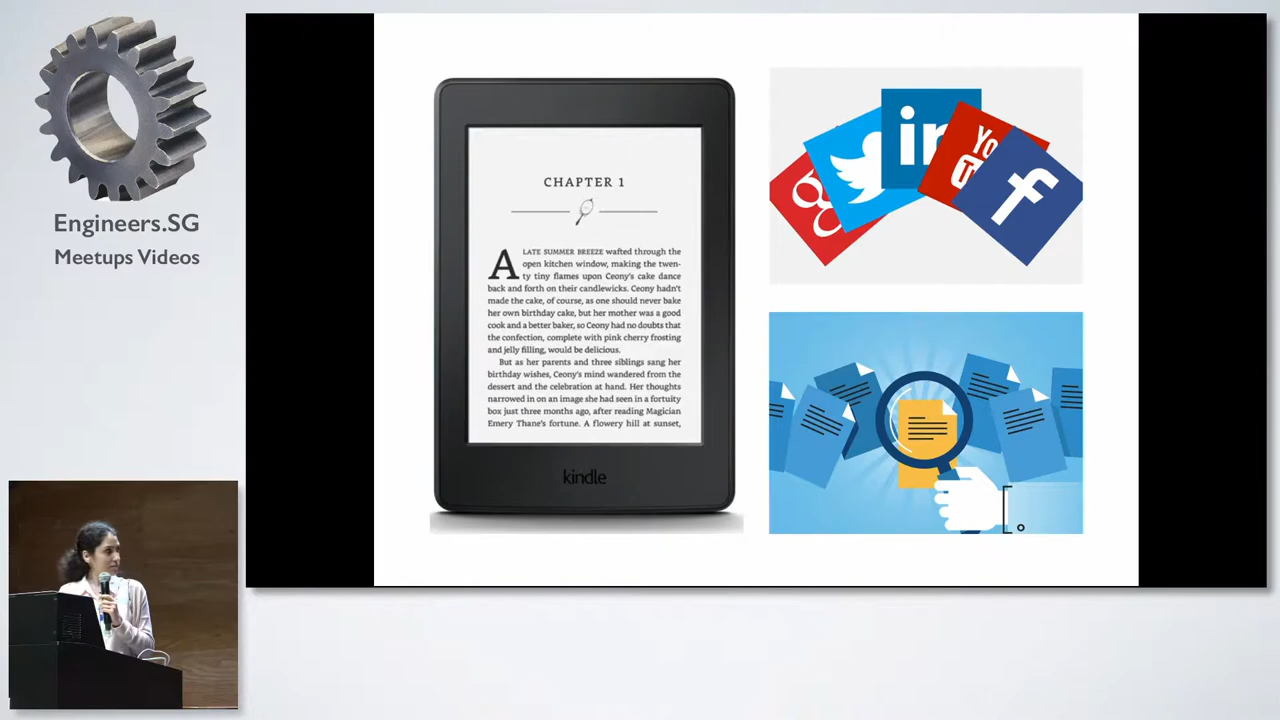 Engineers.SG
Meetups Videos
CHAPTER 1
A LATE SUMMER BREEZE wafted through the
open kitchen window, making the twen-
ty tiny flames upon Ceony's cake dance
back and forth on their candlewicks. Ceony hadn't
made the cake, of course, as one should never bake
her own birthday cake, but her mother was a good
cook and a better baker, so Ceony had no doubts that
the confection, complete with pink cherry frosting
and jelly filling, would be delicious.
But as her parents and three siblings sang her
birthday wishes, Ceony's mind wandered from the
dessert and the celebration at hand. Her thoughts
narrowed in on an image she had seen in a fortuity
box just three months ago, after reading Magician
Emery Thane's fortune. A flowery hill at sunset,
kindle
g
in
You
T
f